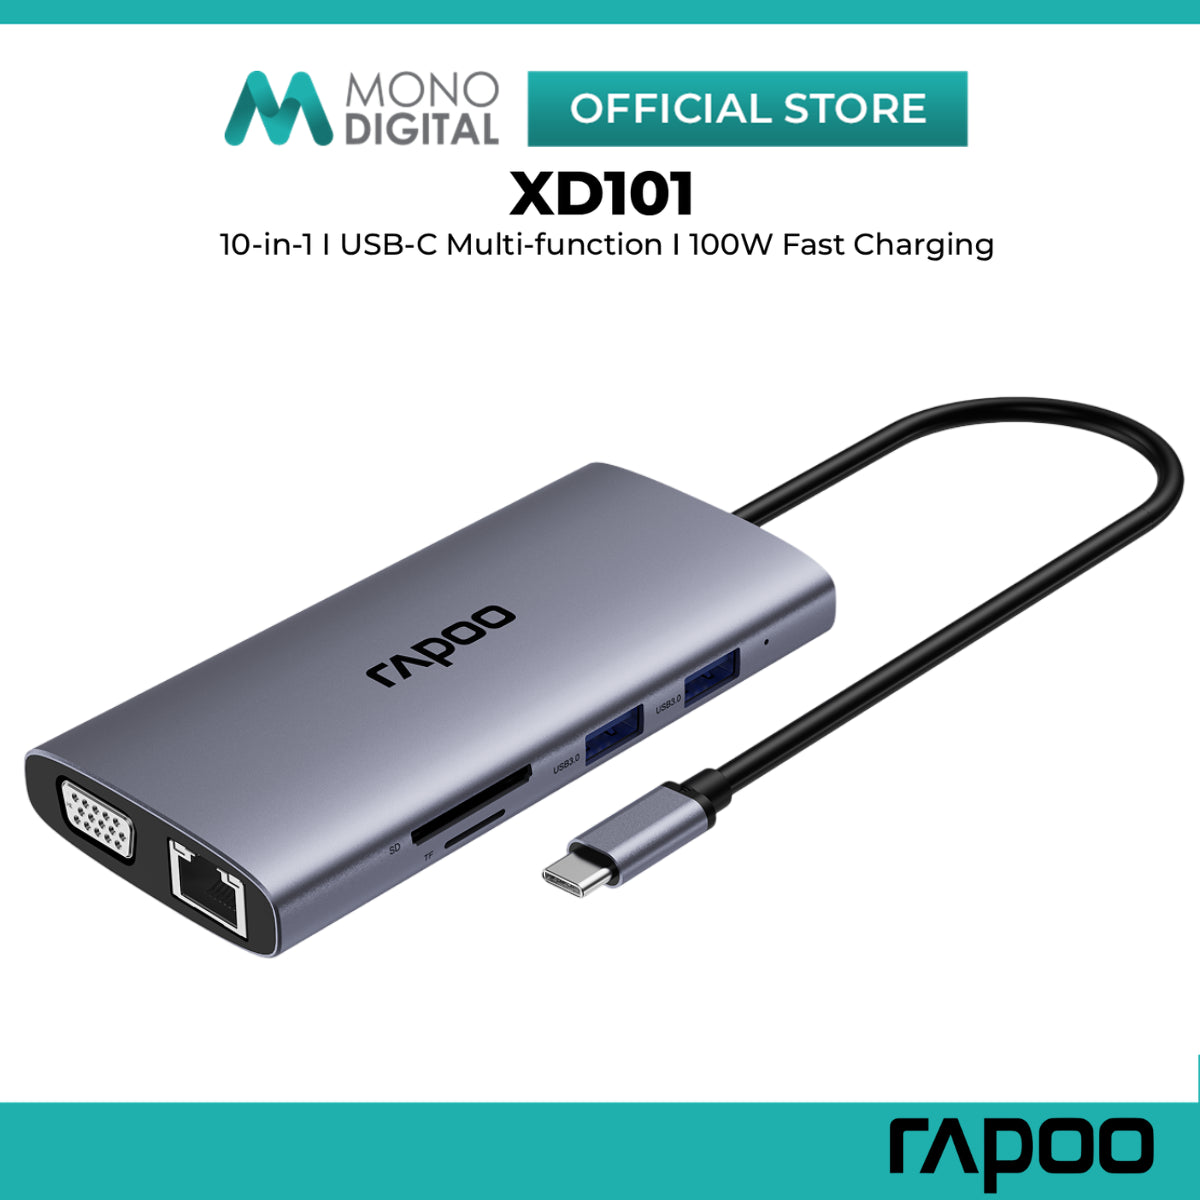 MONO
DIGITAL
OFFICIAL STORE
XD101
10-in-1 I USB-C Multi-function I 100W Fast Charging
rapoo
USB3.0
USB3.0
SD
TF
rapoo